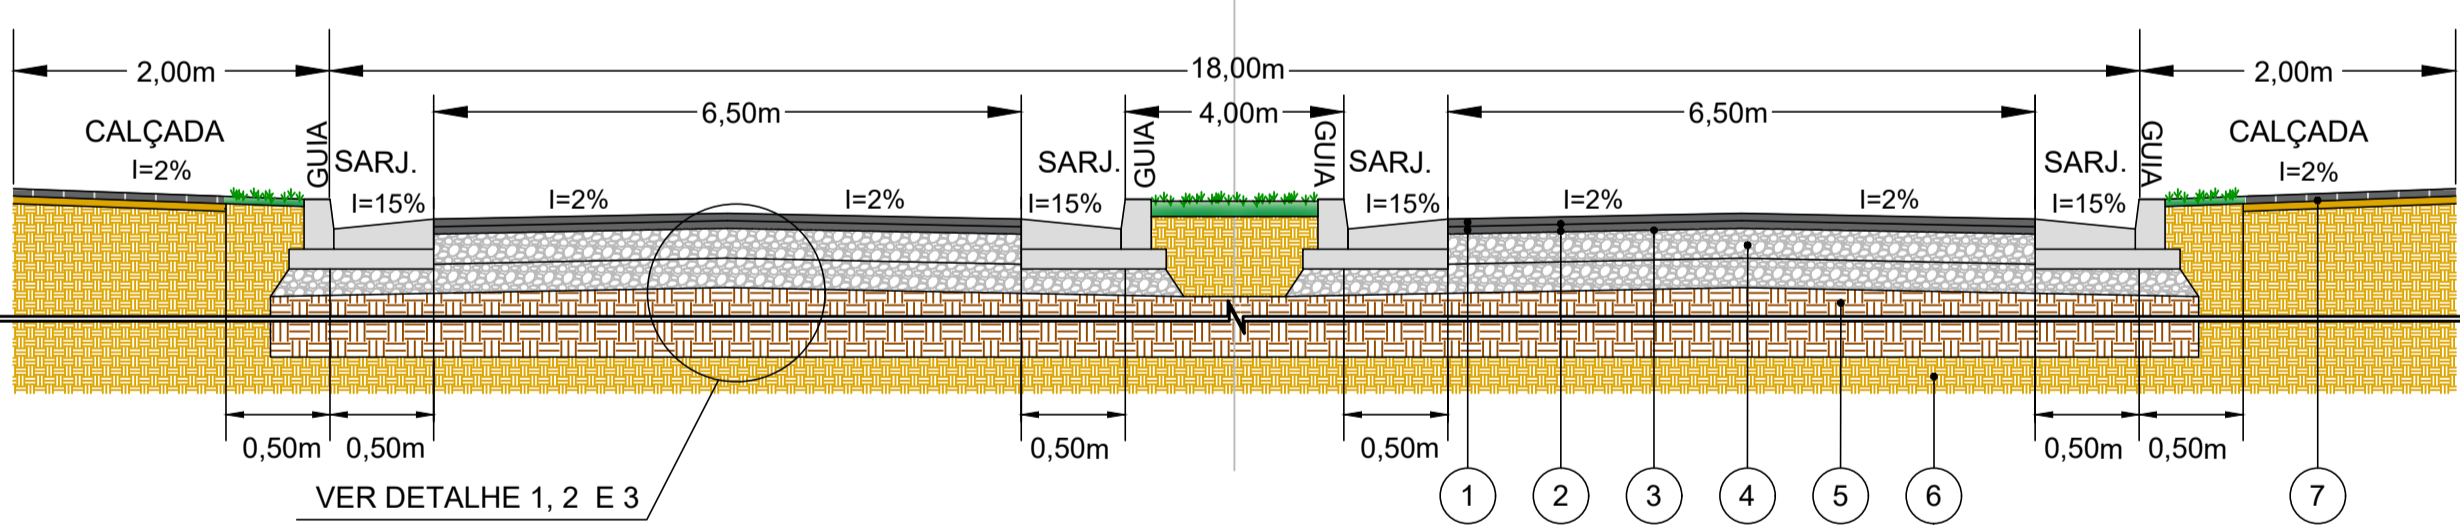 2,00m
18,00m
2,00m
6,50m
4,00m
6,50m
CALÇADA
I=2%
GUIA
SARJ.
I=15%
I=2%
I=2%
SARJ.
I=15%
GUIA
GUIA
SARJ.
I=15%
I=2%
I=2%
SARJ.
I=15%
GUIA
CALÇADA
I=2%
0,50m
0,50m
0,50m
0,50m
0,50m
0,50m
VER DETALHE 1, 2 E 3
1
2
3
4
5
6
7